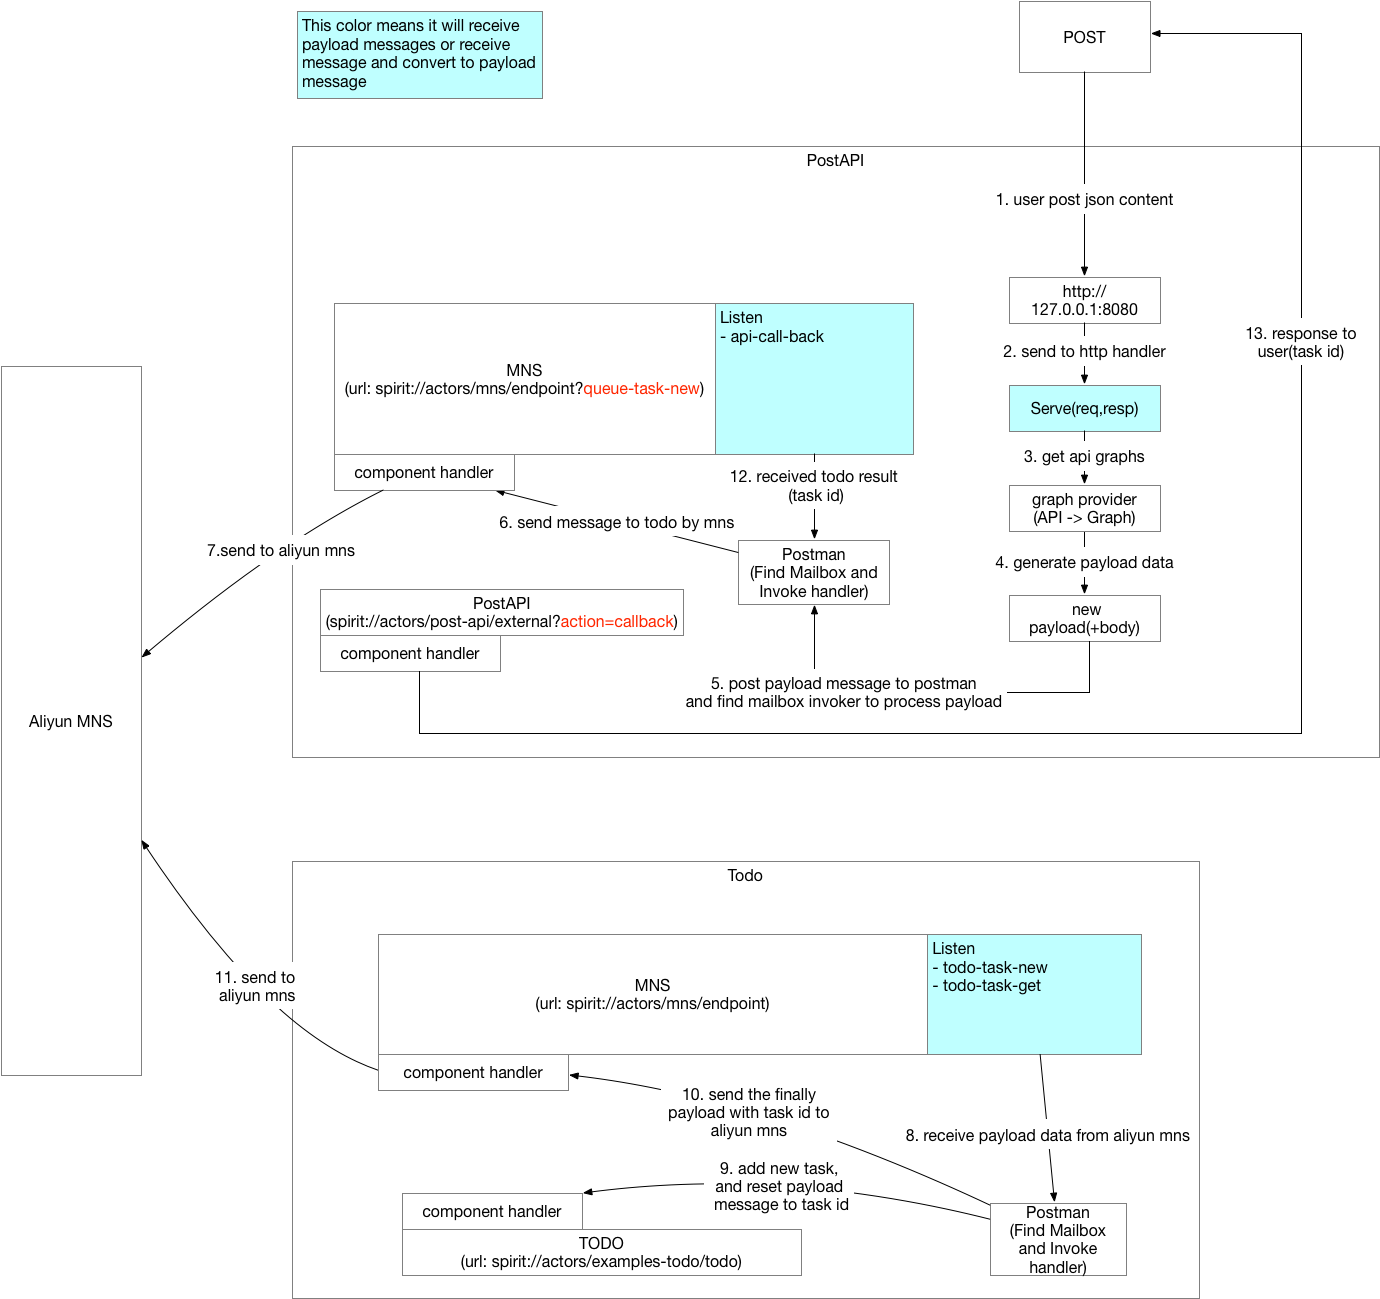 This color means it will receive
payload messages or receive
message and convert to payload
message
POST
PostAPI
1. user post json content
http://
127.0.0.1:8080
2. send to http handler
Serve(req,resp)
3. get api graphs
graph provider
(API -> Graph)
4. generate payload data
new
payload(+body)
13. response to
user(task id)
Listen
- api-call-back
MNS
(url: spirit://actors/mns/endpoint?queue-task-new)
component handler
12. received todo result
(task id)
6. send message to todo by mns
7.send to aliyun mns
Postman
(Find Mailbox and
Invoke handler)
PostAPI
(spirit://actors/post-api/external?action=callback)
component handler
5. post payload message to postman
and find mailbox invoker to process payload
Aliyun MNS
Todo
Listen
- todo-task-new
- todo-task-get
MNS
(url: spirit://actors/mns/endpoint)
11. send to
aliyun mns
component handler
10. send the finally
payload with task id to
aliyun mns
8. receive payload data from aliyun mns
9. add new task,
and reset payload
message to task id
component handler
TODO
(url: spirit://actors/examples-todo/todo)
Postman
(Find Mailbox
and Invoke
handler)